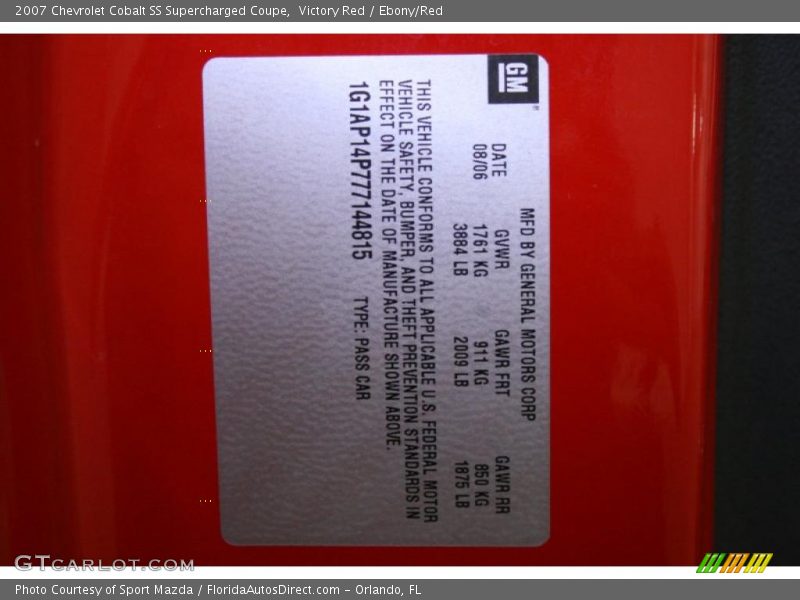 2007 Chevrolet Cobalt SS Supercharged Coupe,  Victory Red / Ebony/Red
GM
MFD BY GENERAL MOTORS CORP
DATE GVWR GAWR FRT GAWR RR
08/06 1761 KG 911 KG 850 KG
3884 LB 2009 LB 1875 LB
THIS VEHICLE CONFORMS TO ALL APPLICABLE U.S. FEDERAL MOTOR
VEHICLE SAFETY, BUMPER, AND THEFT PREVENTION STANDARDS IN
EFFECT ON THE DATE OF MANUFACTURE SHOWN ABOVE.
1G1AP14P777144815 TYPE: PASS CAR
GTCARLOT.COM
Photo Courtesy of Sport Mazda / FloridaAutosDirect.com - Orlando, FL